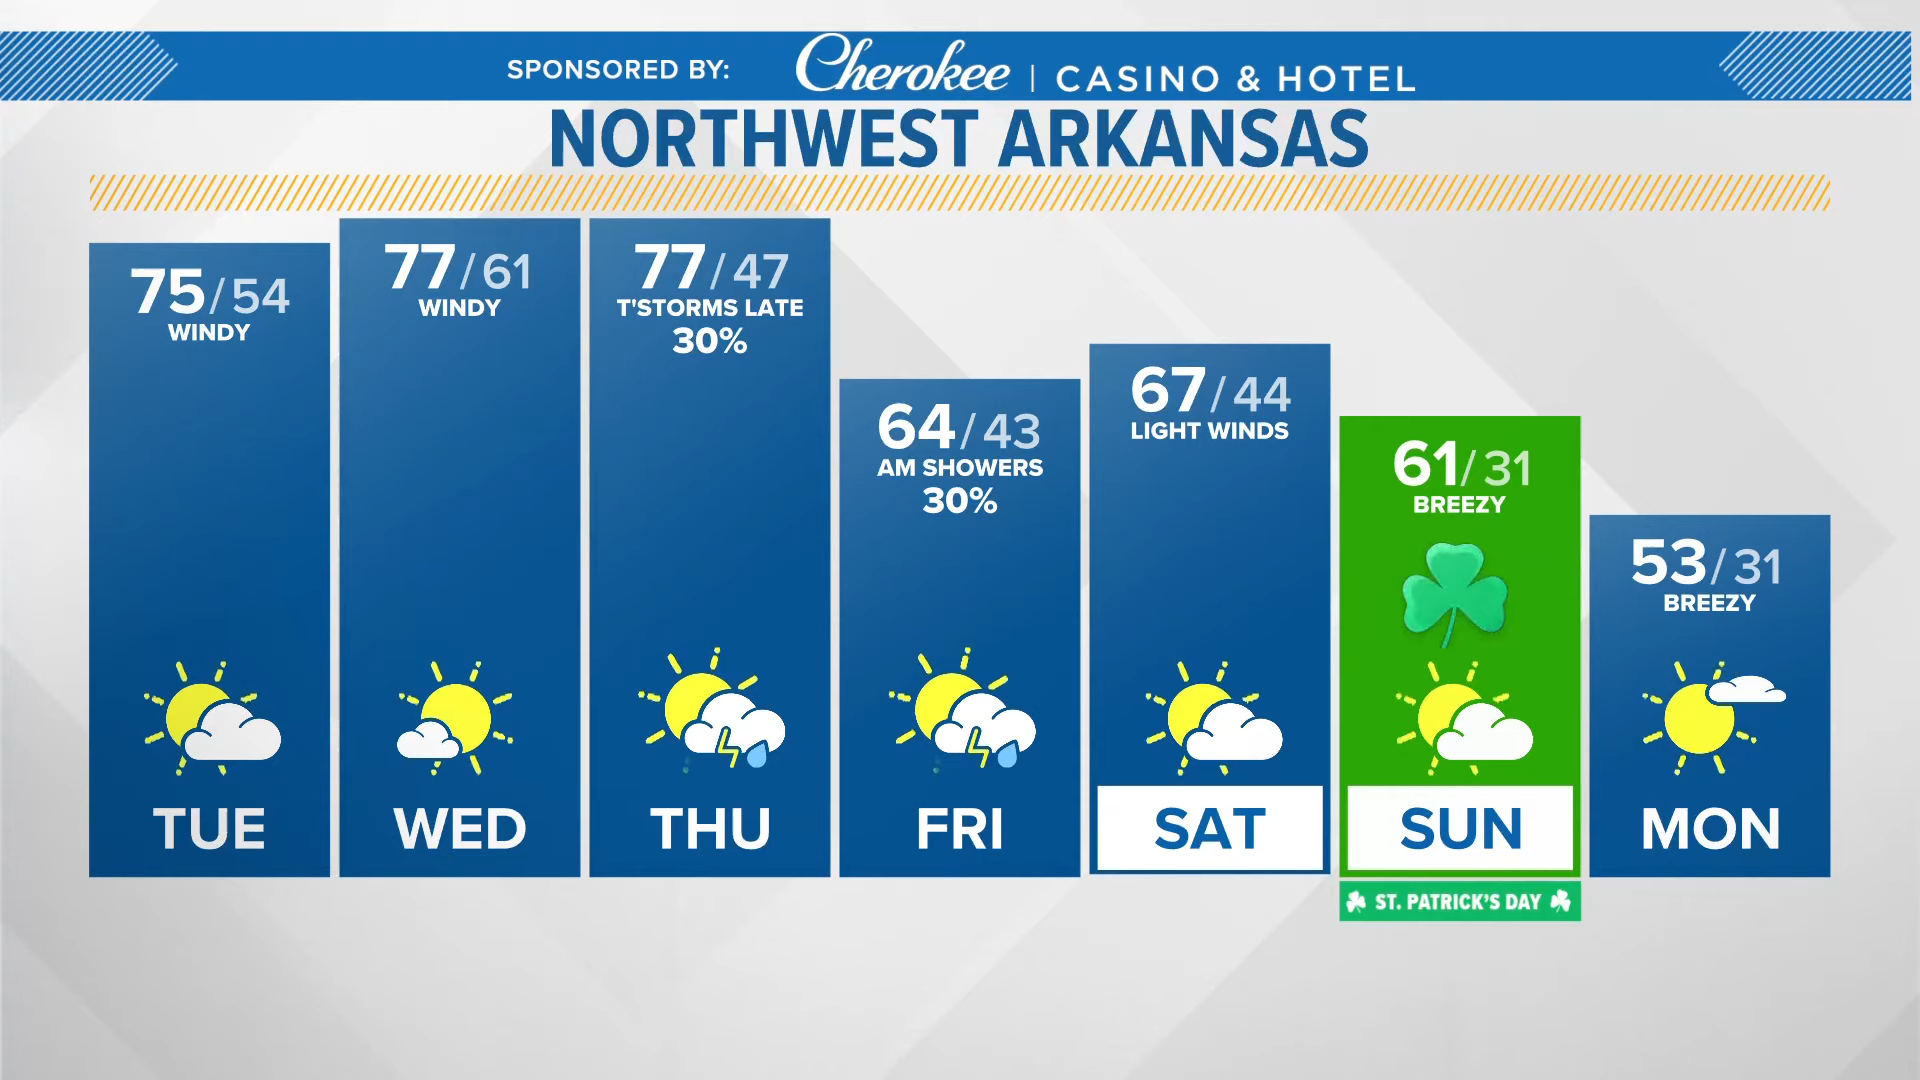 SPONSORED BY: Cherokee | CASINO & HOTEL
NORTHWEST ARKANSAS
75/54
WINDY
TUE
77/61
WINDY
WED
77/47
T'STORMS LATE
30%
THU
64/43
AM SHOWERS
30%
FRI
67/44
LIGHT WINDS
SAT
61/31
BREEZY
SUN
ST. PATRICK'S DAY
53/31
BREEZY
MON